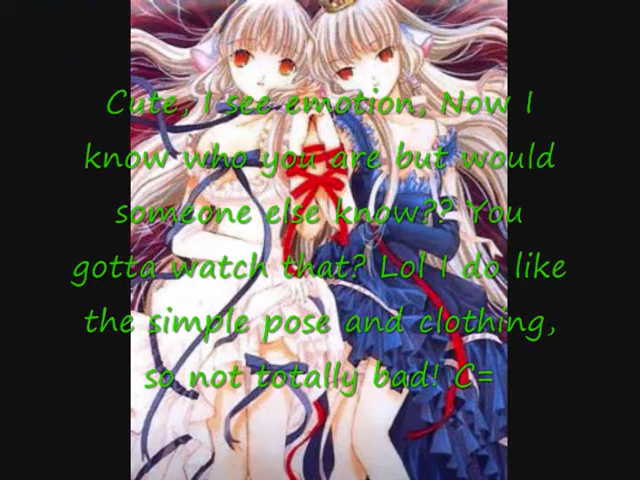 Cute, I see emotion, Now I
know who you are but would
someone else know?? You
gotta watch that? Lol I do like
the simple pose and clothing,
so not totally bad! C=